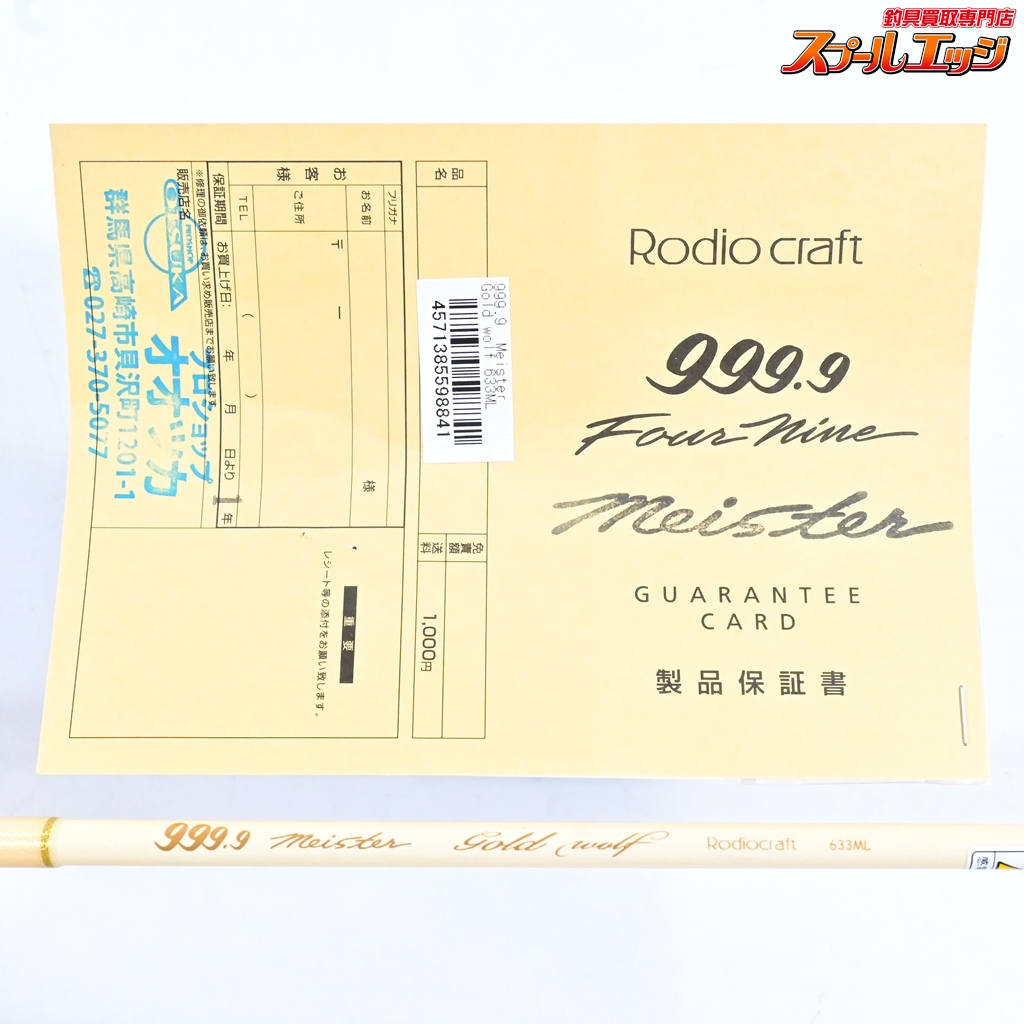 釣具買取専門店
スプールエッジ
Rodio craft
999.9
Four Nine
Meister
GUARANTEE
CARD
製品保証書
品名
免責額
送料 1,000円
999.9 Meister
Gold wolf 633ML
4571385598841
お客様
フリガナ
お名前 様
ご住所 〒 ー
TEL ( )
保証期間 お買上げ日: 年 月 日より 1年
※修理の御依頼は、お買い求め販売店までお願い致します。
販売店名
PROSHOP
OHTSUKA
プロショップ
オオツカ
群馬県高崎市貝沢町1201-1
☎027-370-5077
重要
レシート等の添付をお願い致します。
999.9 Meister Gold wolf Rodiocraft 633ML